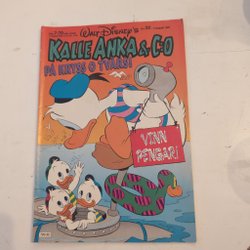 WALT DISNEY'S
KALLE ANKA & C:O
PÅ KRYSS O TVÄRS!
VINN
PENGAR!